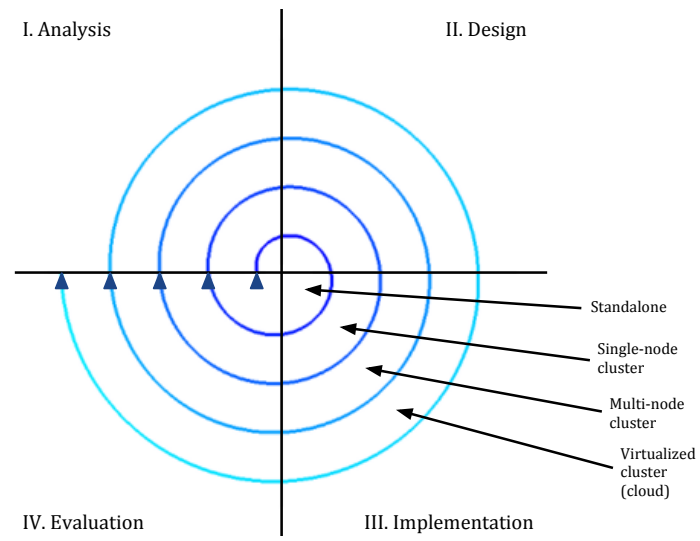 I. Analysis
II. Design
Standalone
Single-node
cluster
Multi-node
cluster
Virtualized
cluster
(cloud)
IV. Evaluation
III. Implementation